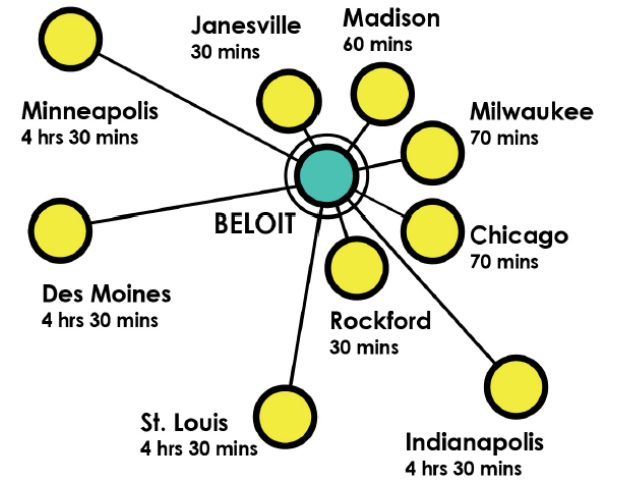 Janesville
30 mins
Madison
60 mins
Minneapolis
4 hrs 30 mins
Milwaukee
70 mins
BELOIT
Chicago
70 mins
Des Moines
4 hrs 30 mins
Rockford
30 mins
St. Louis
4 hrs 30 mins
Indianapolis
4 hrs 30 mins